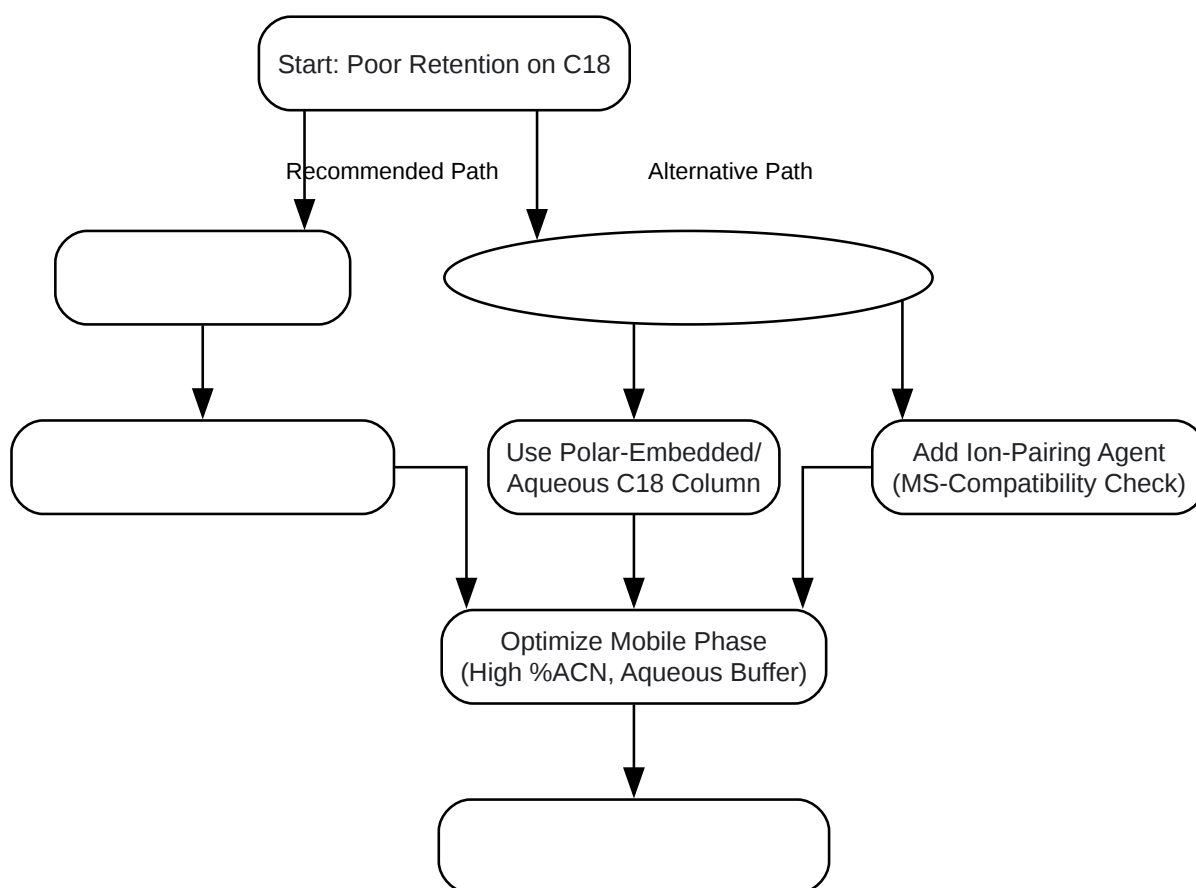 Start: Poor Retention on C18
Recommended Path
Alternative Path
Use Polar-Embedded/
Aqueous C18 Column
Add Ion-Pairing Agent
(MS-Compatibility Check)
Optimize Mobile Phase
(High %ACN, Aqueous Buffer)